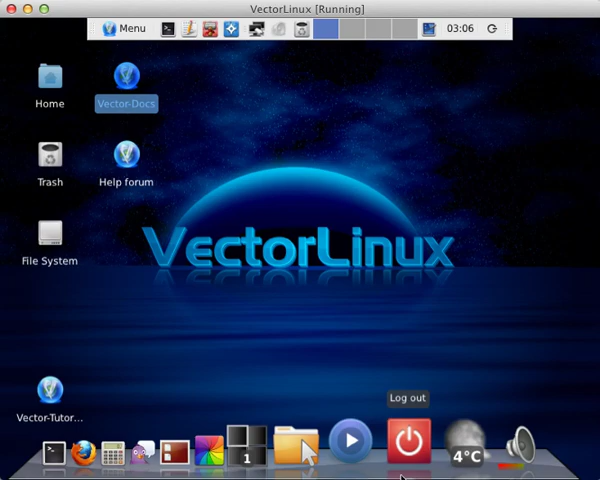 VectorLinux [Running]
Menu
03:06
Home
Vector-Docs
Trash
Help forum
File System
VectorLinux
Vector-Tutor...
Log out
1
4°C